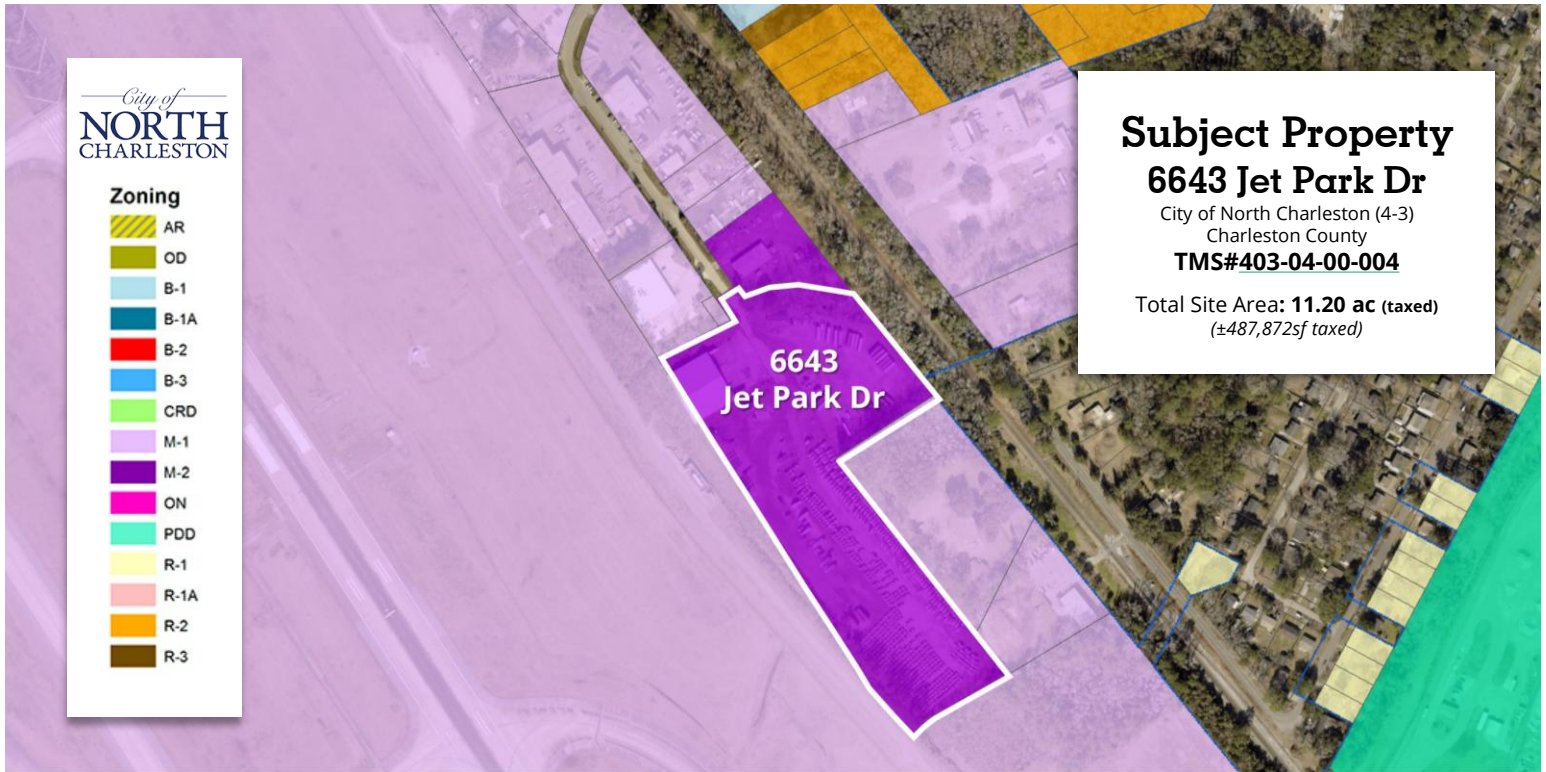 City of
NORTH
CHARLESTON
Zoning
AR
OD
B-1
B-1A
B-2
B-3
CRD
M-1
M-2
ON
PDD
R-1
R-1A
R-2
R-3
6643
Jet Park Dr
Subject Property
6643 Jet Park Dr
City of North Charleston (4-3)
Charleston County
TMS#403-04-00-004
Total Site Area: 11.20 ac (taxed)
(±487,872sf taxed)